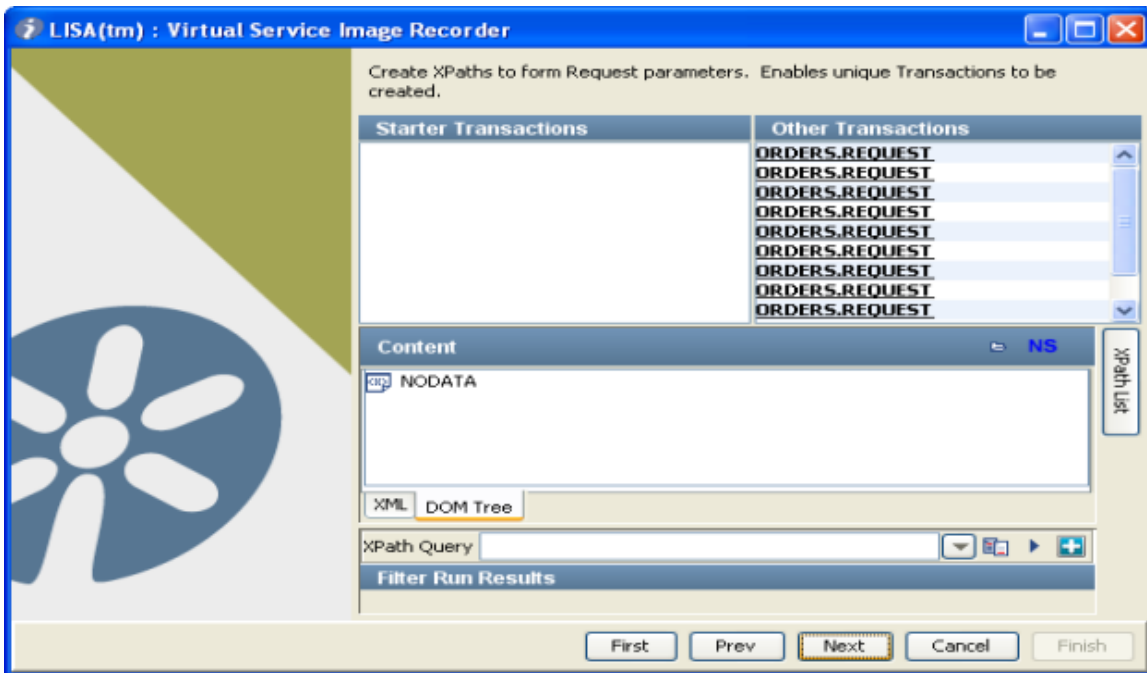 LISA(tm) : Virtual Service Image Recorder
Create XPaths to form Request parameters. Enables unique Transactions to be
created.
Starter Transactions
Other Transactions
ORDERS.REQUEST
ORDERS.REQUEST
ORDERS.REQUEST
ORDERS.REQUEST
ORDERS.REQUEST
ORDERS.REQUEST
ORDERS.REQUEST
ORDERS.REQUEST
ORDERS.REQUEST
Content
NS
XPath List
NODATA
XML
DOM Tree
XPath Query
Filter Run Results
First
Prev
Next
Cancel
Finish